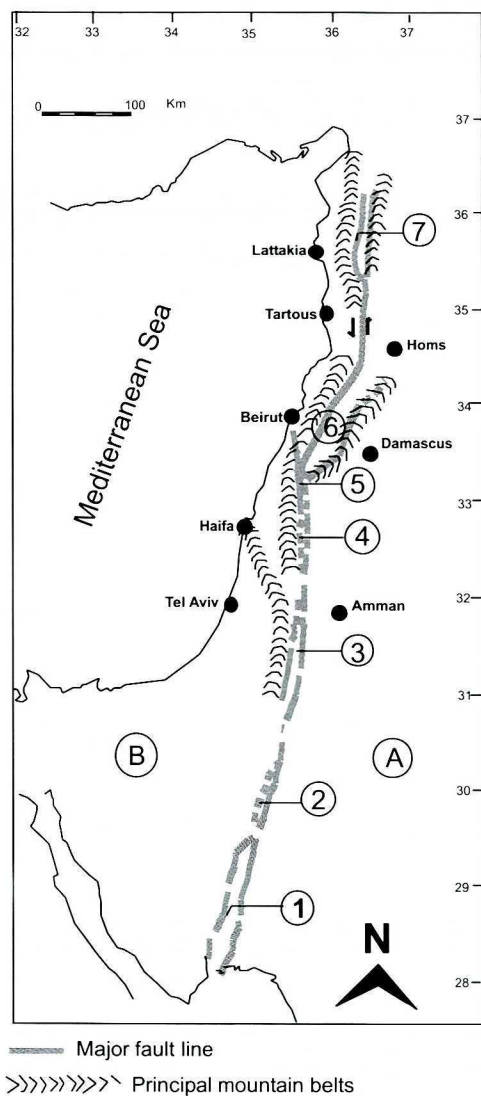 32 33 34 35 36 37
0 100 Km
37
36
7
Lattakia
35
Tartous
Homs
34
Beirut
6
Damascus
Mediterranean Sea
5
33
4
Haifa
32
Tel Aviv
Amman
3
31
B
A
2
30
29
1
N
28
Major fault line
Principal mountain belts